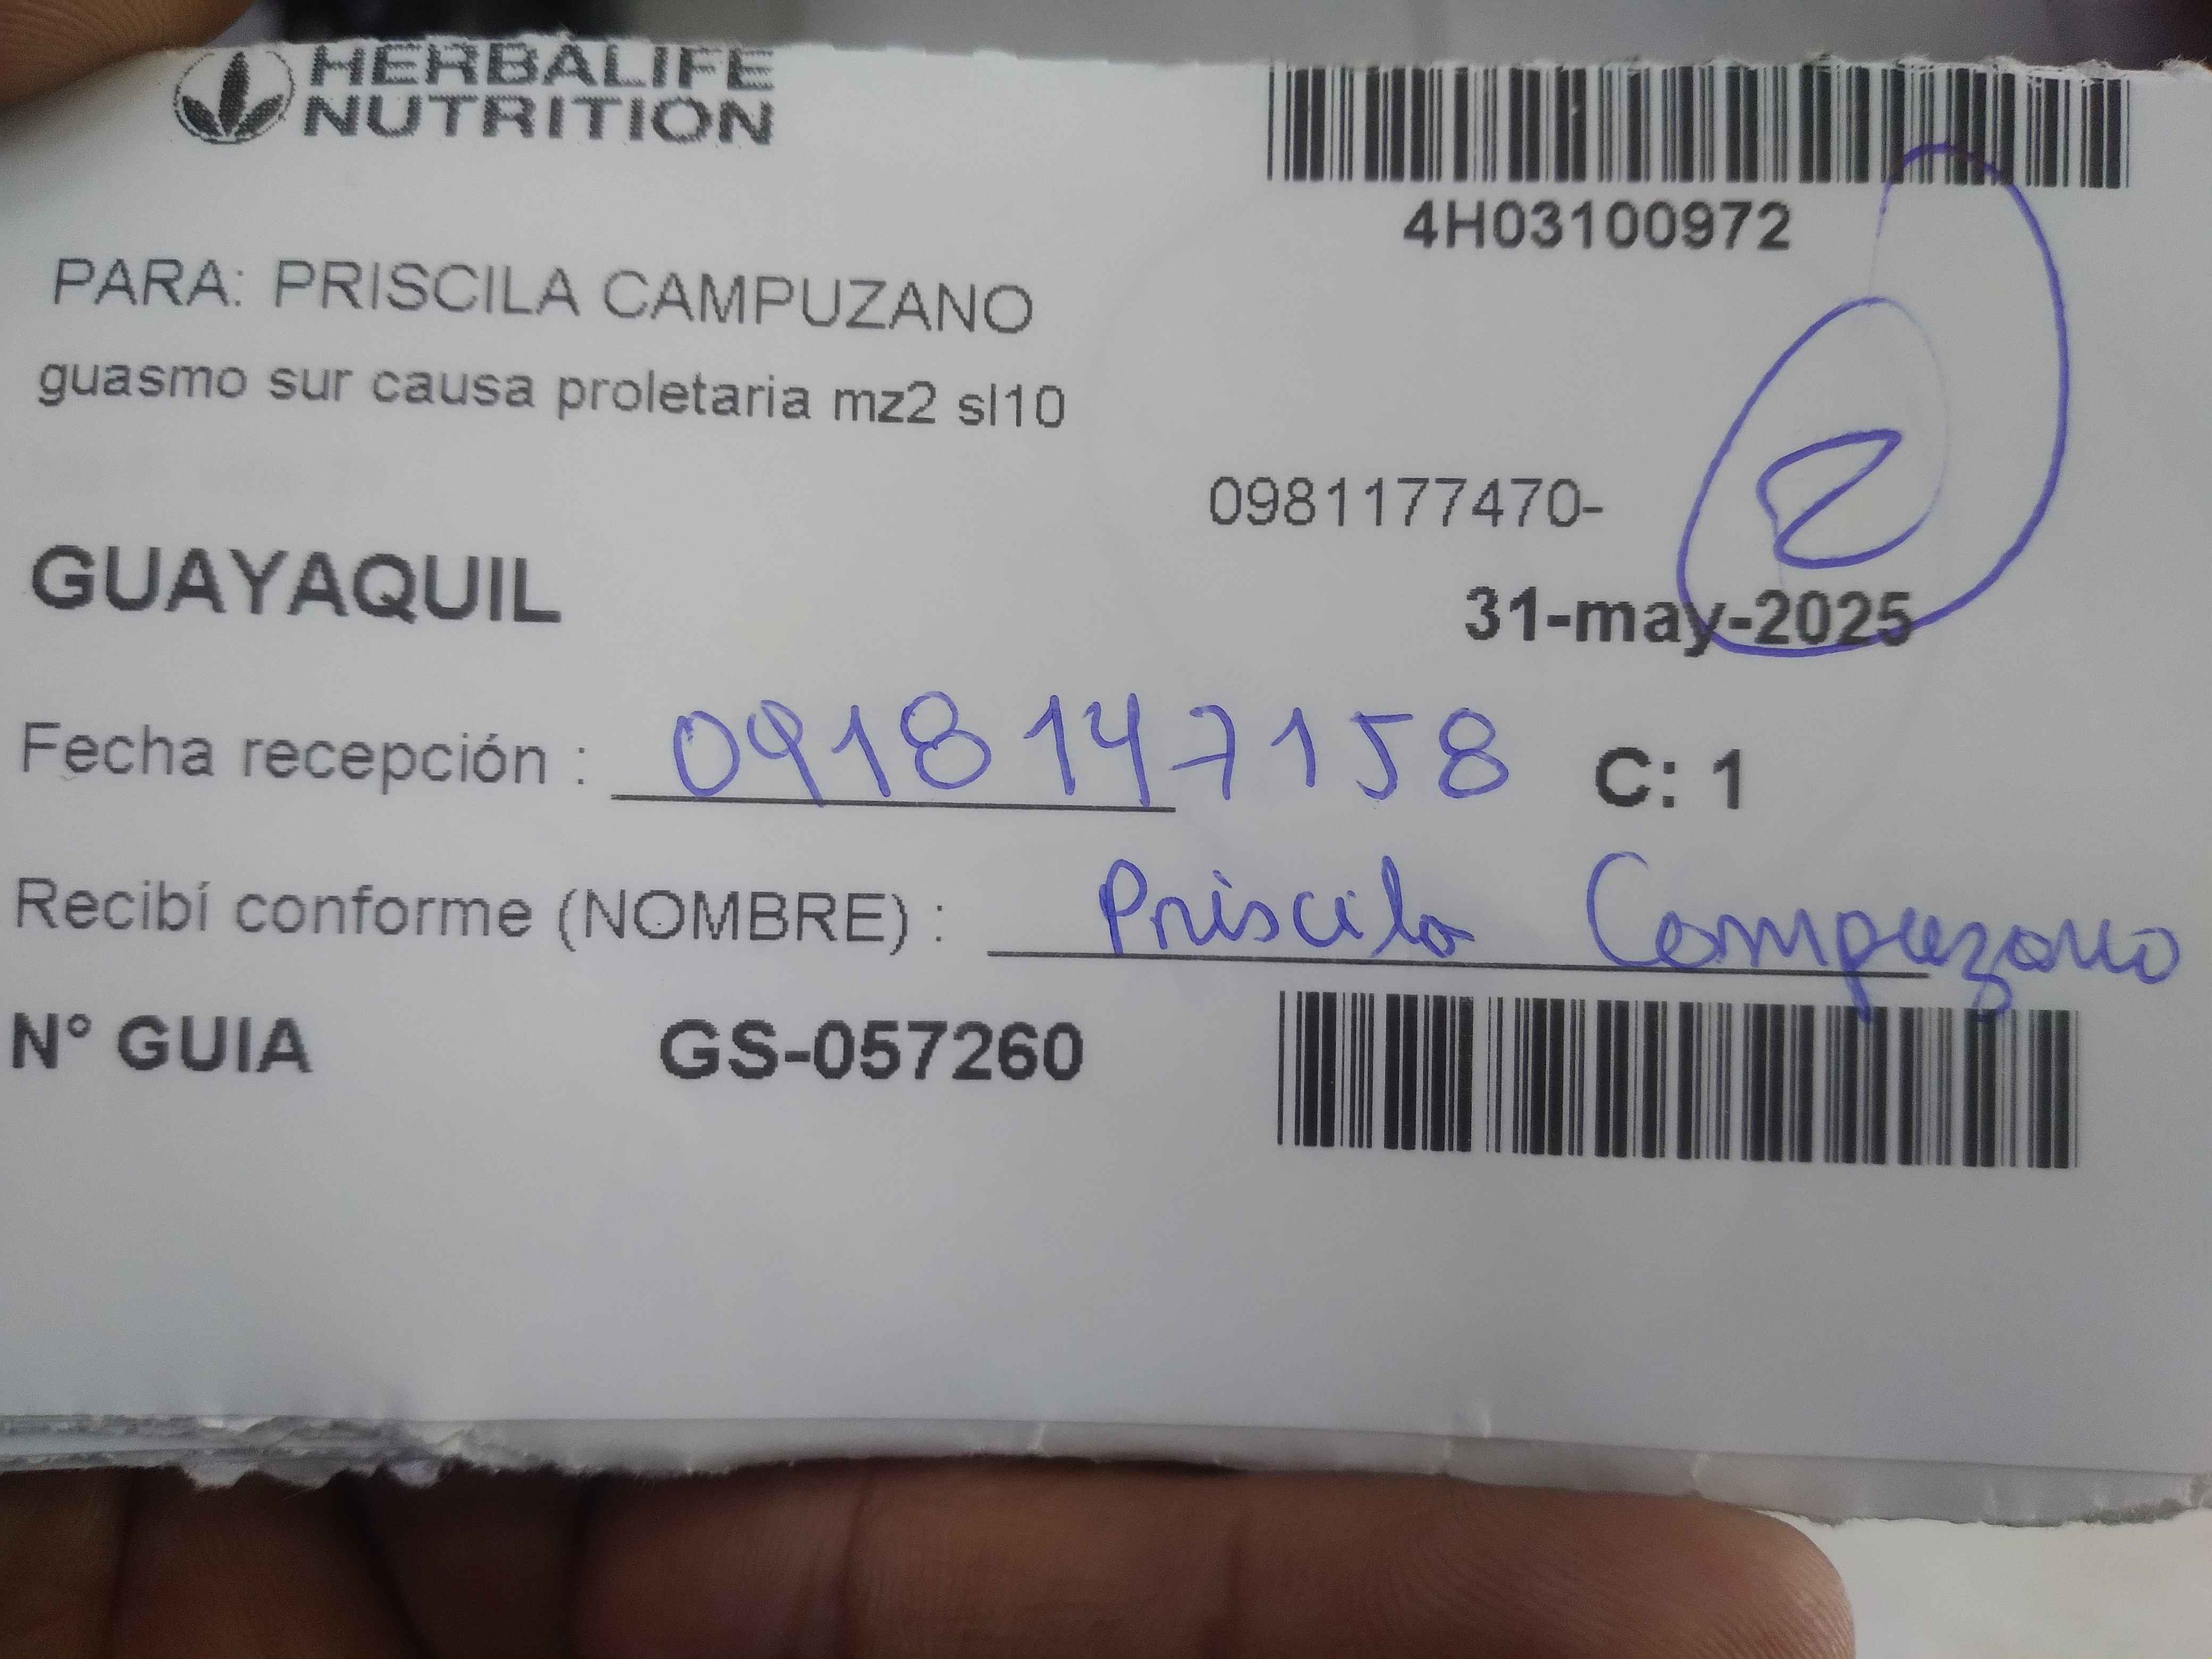 HERBALIFE
NUTRITION
4H03100972
PARA: PRISCILA CAMPUZANO
guasmo sur causa proletaria mz2 sl10
2
0981177470-
GUAYAQUIL
31-may-2025
Fecha recepción : 0918147158 C: 1
Recibí conforme (NOMBRE) : Priscila Campuzano
N° GUIA GS-057260